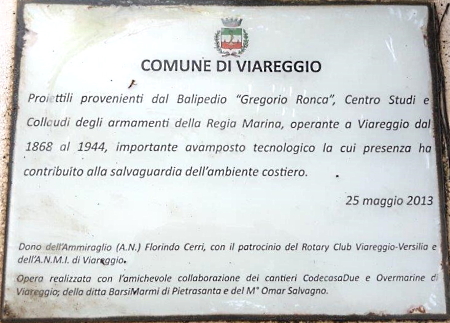 COMUNE DI VIAREGGIO
Proiettili provenienti dal Balipedio "Gregorio Ronca", Centro Studi e
Collaudi degli armamenti della Regia Marina, operante a Viareggio dal
1868 al 1944, importante avamposto tecnologico la cui presenza ha
contribuito alla salvaguardia dell'ambiente costiero.
25 maggio 2013
Dono dell'Ammiraglio (A.N.) Florindo Cerri, con il patrocinio del Rotary Club Viareggio-Versilia e
dell'A.N.M.I. di Viareggio.
Opera realizzata con l'amichevole collaborazione dei cantieri CodecasaDue e Overmarine di
Viareggio; della ditta BarsiMarmi di Pietrasanta e del M° Omar Salvagno.